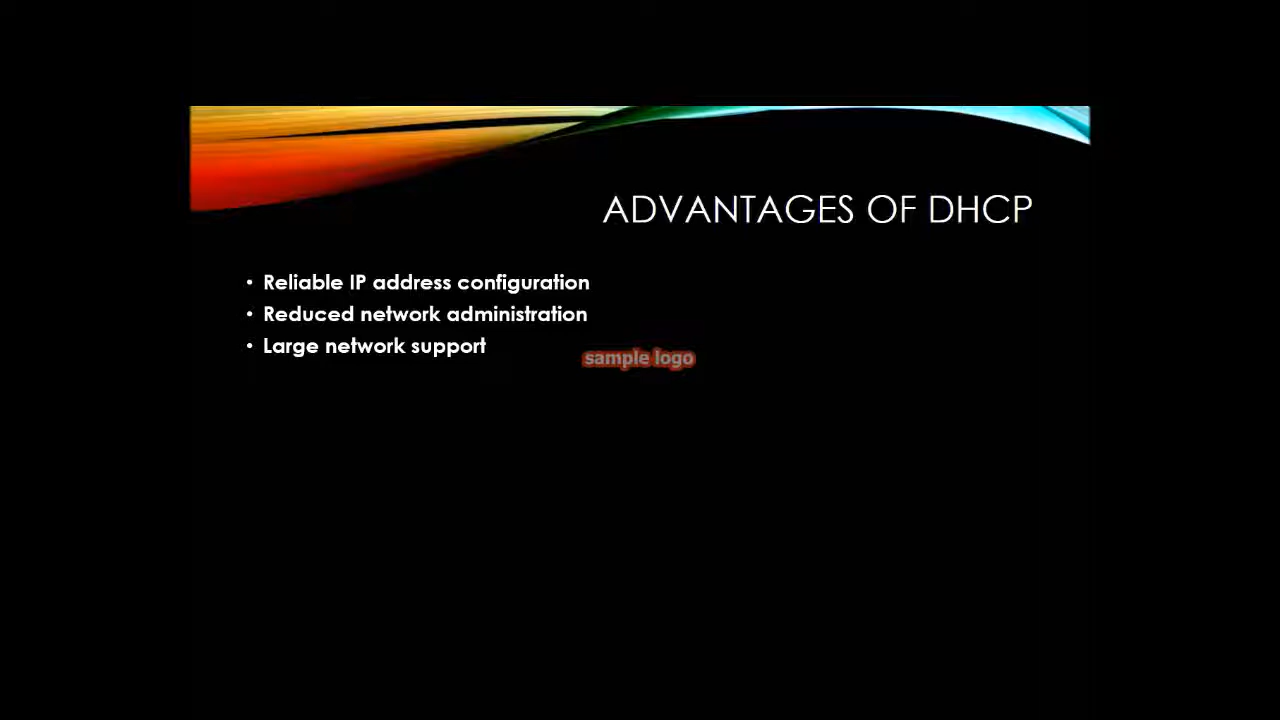 ADVANTAGES OF DHCP
• Reliable IP address configuration
• Reduced network administration
• Large network support
sample logo